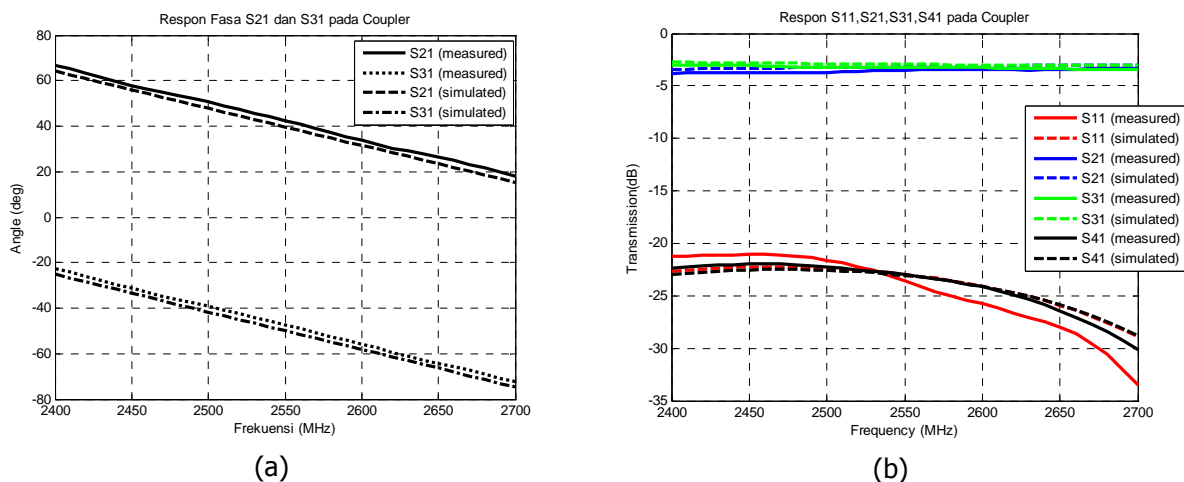 Respon Fasa S21 dan S31 pada Coupler
80
60
40
20
0
-20
-40
-60
-80
Angle (deg)
S21 (measured)
S31 (measured)
S21 (simulated)
S31 (simulated)
2400
2450
2500
2550
2600
2650
2700
Frekuensi (MHz)
(a)
Respon S11,S21,S31,S41 pada Coupler
0
-5
-10
-15
-20
-25
-30
-35
Transmission(dB)
S11 (measured)
S11 (simulated)
S21 (measured)
S21 (simulated)
S31 (measured)
S31 (simulated)
S41 (measured)
S41 (simulated)
2400
2450
2500
2550
2600
2650
2700
Frequency (MHz)
(b)